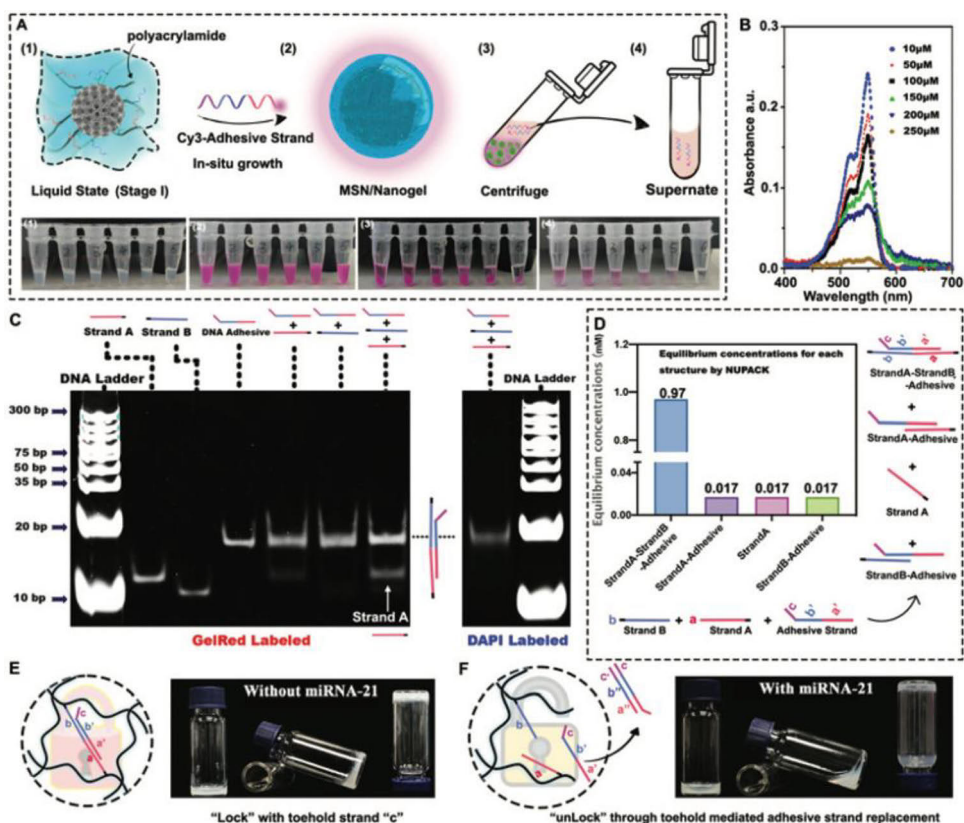 A
(1)
polyacrylamide
(2)
(3)
(4)
Cy3-Adhesive Strand
In-situ growth
Liquid State (Stage I)
MSN/Nanogel
Centrifuge
Supernate
(1)
(2)
(3)
(4)
B
Absorbance a.u.
0.3
0.2
0.1
0.0
10μM
50μM
100μM
150μM
200μM
250μM
400
500
600
700
Wavelength (nm)
C
Strand A
Strand B
DNA Adhesive
+
+
+
+
+
+
DNA Ladder
DNA Ladder
300 bp
75 bp
50 bp
35 bp
20 bp
10 bp
Strand A
GelRed Labeled
DAPI Labeled
D
Equilibrium concentrations (mM)
1.2
1.0
0.8
0.04
0.00
Equilibrium concentrations for each
structure by NUPACK
0.97
0.017
0.017
0.017
StrandA-StrandB
-Adhesive
StrandA-Adhesive
StrandA
StrandB-Adhesive
c
b'
a'
b
a
StrandA-StrandB
-Adhesive
+
StrandA-Adhesive
+
Strand A
+
StrandB-Adhesive
b
Strand B
+
a
Strand A
+
c
b'
a'
Adhesive Strand
E
c
b
b'
a'
a
Without miRNA-21
"Lock" with toehold strand "c"
F
c
c'
b''
b'
a''
a'
b
c
b'
a
a'
With miRNA-21
"unLock" through toehold mediated adhesive strand replacement